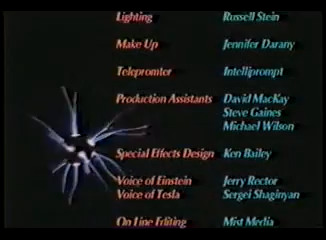 Lighting Russell Stein
Make Up Jennifer Darany
Telepromter Intelliprompt
Production Assistants David MacKay
Steve Gaines
Michael Wilson
Special Effects Design Ken Bailey
Voice of Einstein Jerry Rector
Voice of Tesla Sergei Shaginyan
On Line Editing Mist Media